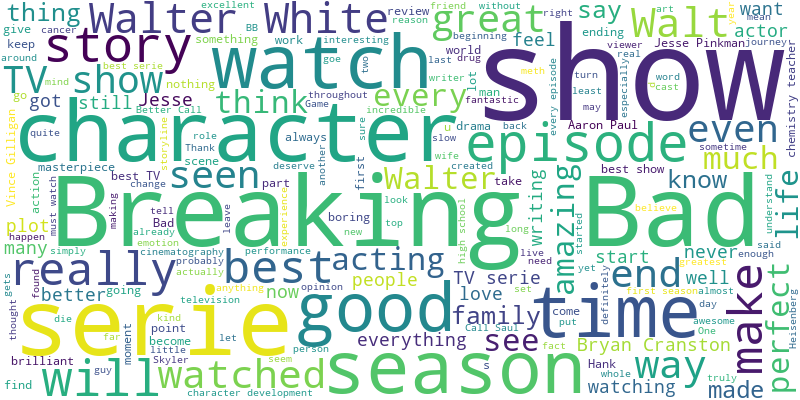 thing
Walter White
cancer
give
keep
around
story
TV show
excellent
BB
something
work
interesting
goe
two
review
reason
friend
without
great
Walt
right
art
ending
mean
year
want
actor
journey
say
feel
beginning
world
drug
last
writer
lot
man
fantastic
viewer
real
turn
least
may
especially
word
cast
Jesse Pinkman
watch
show
mind
nothing
best serie
go
got
still
Jesse
Better Call
think
throughout
Game
incredible
every
u
drama
back
slow
wife
created
Aaron Paul
every episode
sometime
even
chemistry teacher
Vince Gilligan
quite
character
storyline
role
Thank
scene
always
sure
deserve
another
first
episode
much
masterpiece
best TV
change
seen
part
Walter
take
writing
best show
know
life
understand
action
plot
happen
many
must watch
making
tell
Bad
already
emotion
leave
experience
boring
new
look
top
high school
long
amazing
started
believe
Breaking Bad
really
cinematography
probably
actually
performance
best
acting
live
need
set
TV serie
people
love
start
yet
end
never
well
said
enough
greatest
gets
simply
found
better
going
television
anything
opinion
now
family
come
put
definitely
first season
almost
day
awesome
One
make
perfect
Heisenberg
thought
serie
die
far
kind
point
become
little
Skyler
let
moment
good
person
everything
Call Saul
see
time
fact
Bryan Cranston
brilliant
guy
find
will
watched
seem
character development
season
s
Hank
whole
watching
way
truly
made